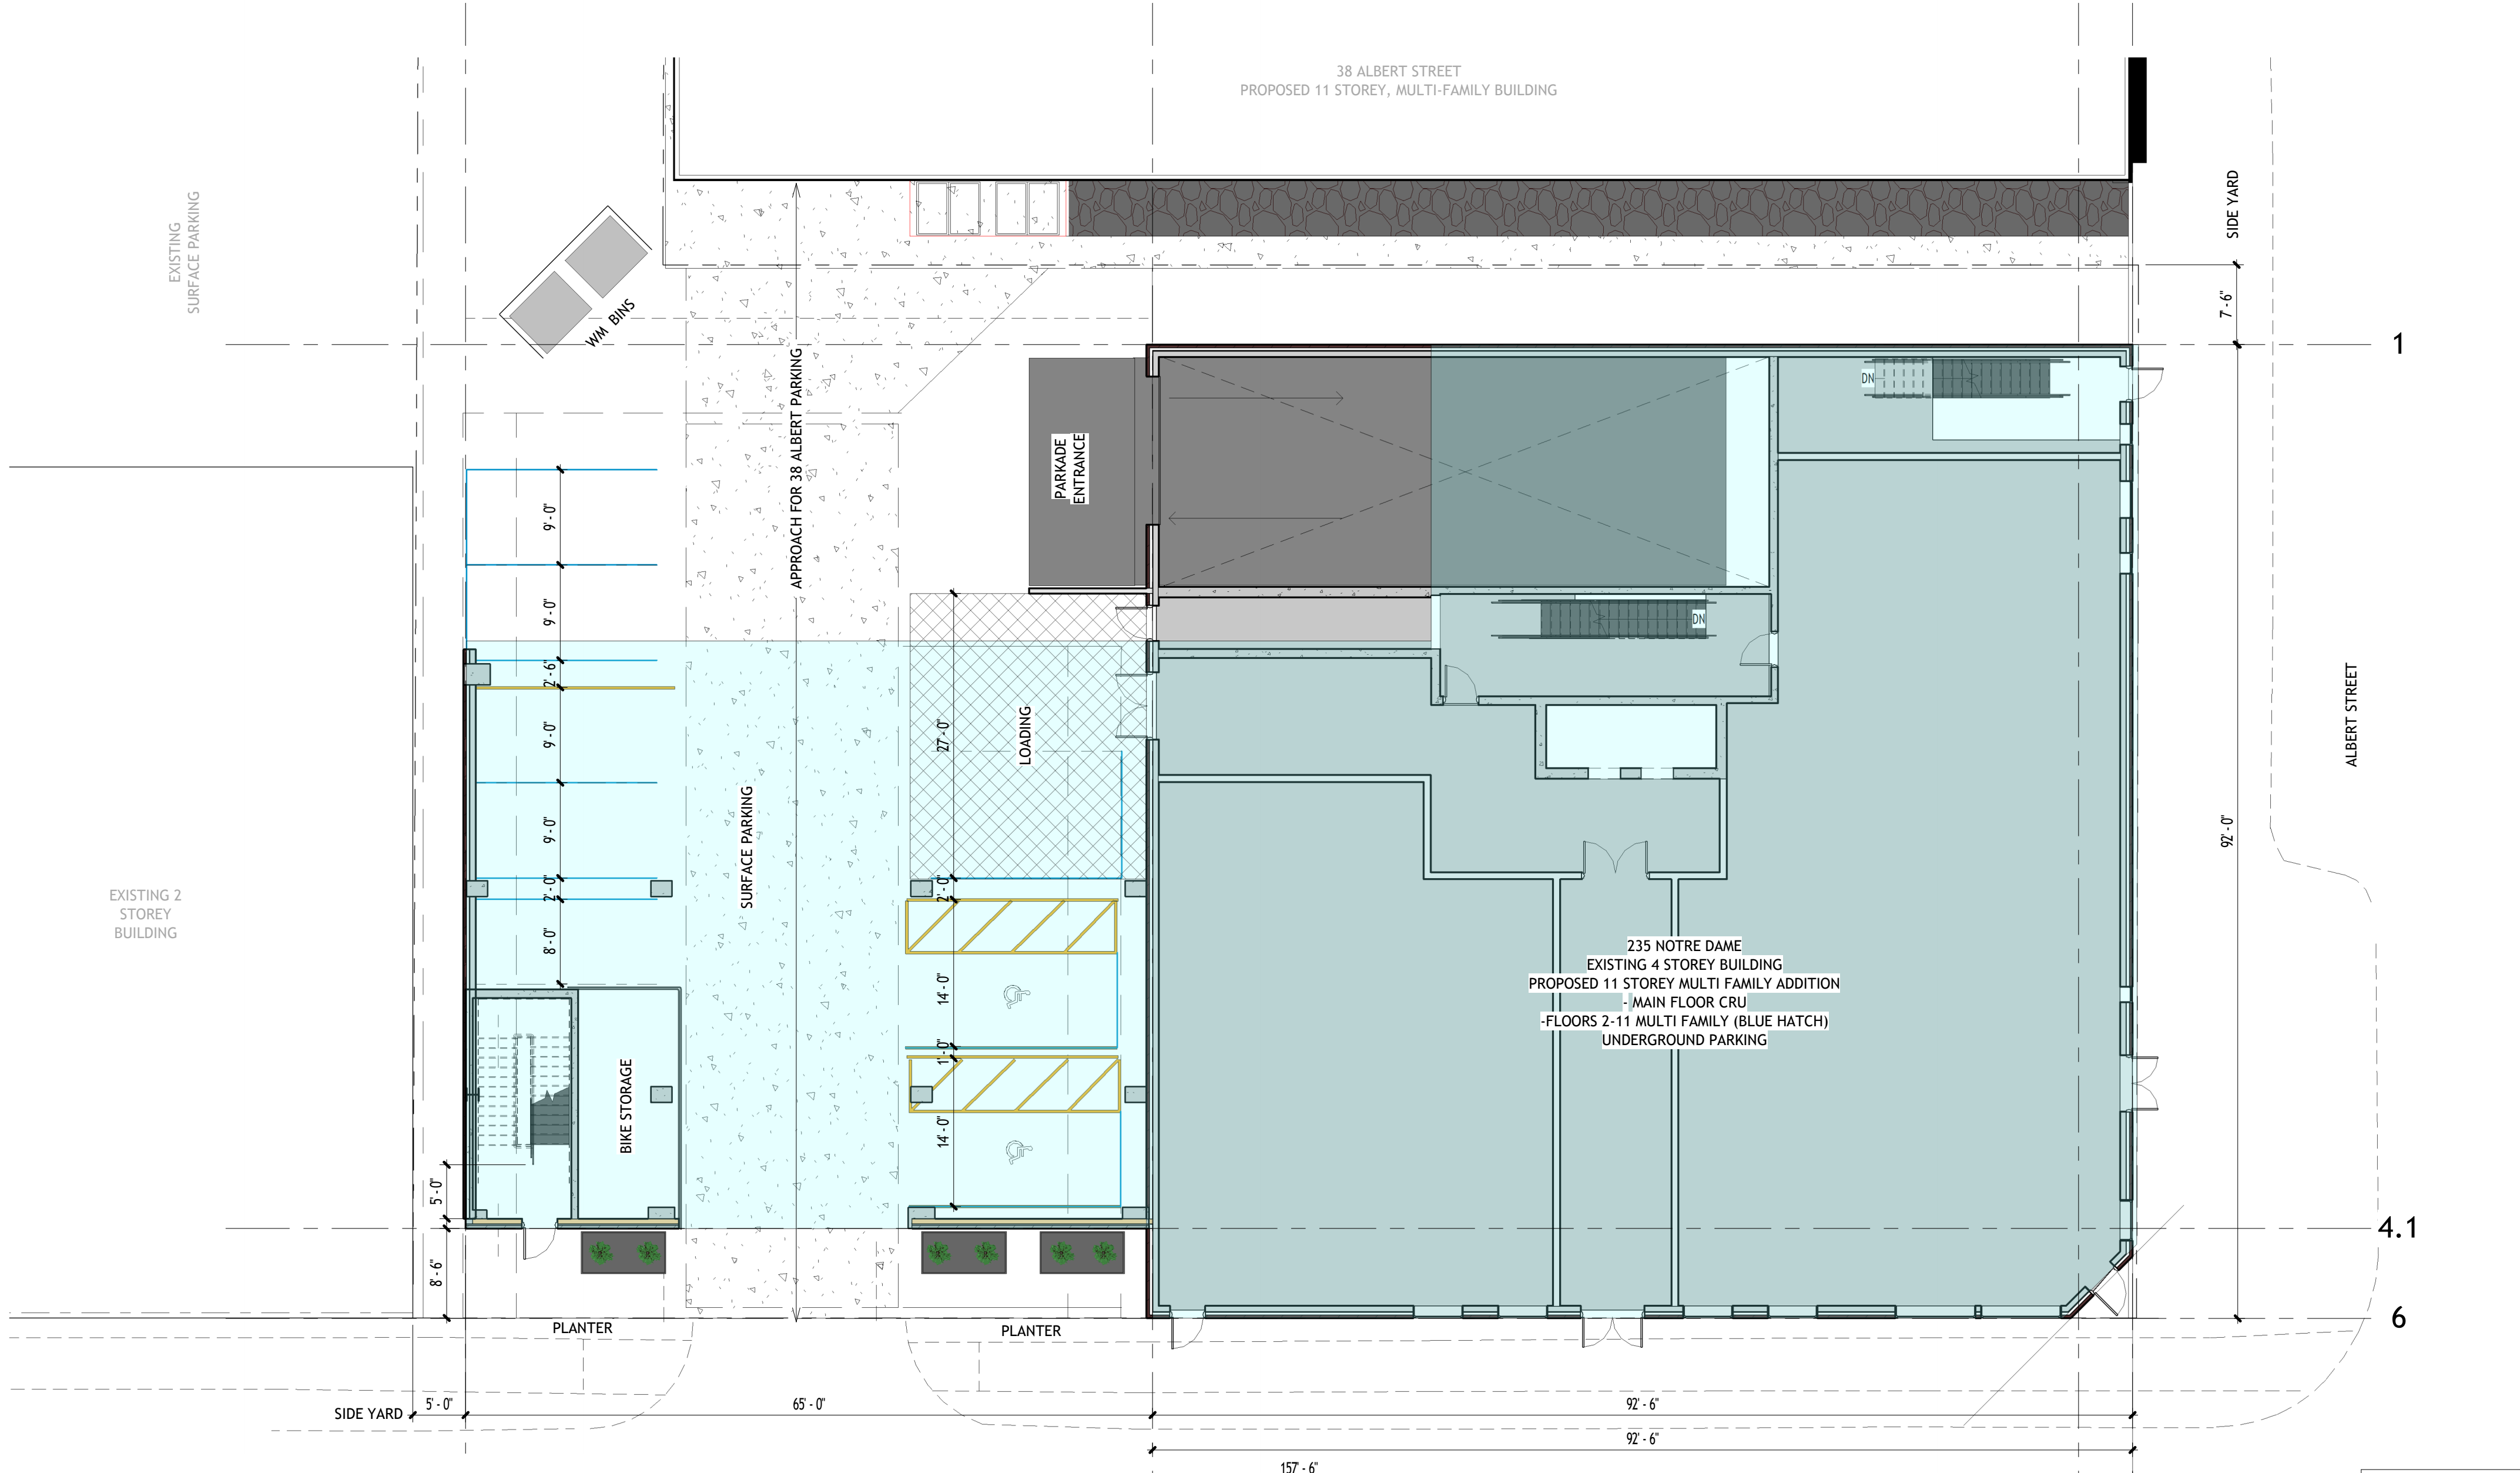 38 ALBERT STREET
PROPOSED 11 STOREY, MULTI-FAMILY BUILDING
EXISTING
SURFACE PARKING
WM BINS
SIDE YARD
7' - 6"
1
APPROACH FOR 38 ALBERT PARKING
PARKADE
ENTRANCE
DN
DN
9' - 0"
9' - 0"
2' - 6"
9' - 0"
9' - 0"
2' - 0"
8' - 0"
27' - 0"
LOADING
2' - 0"
14' - 0"
1' - 0"
14' - 0"
SURFACE PARKING
ALBERT STREET
92' - 0"
EXISTING 2
STOREY
BUILDING
235 NOTRE DAME
EXISTING 4 STOREY BUILDING
PROPOSED 11 STOREY MULTI FAMILY ADDITION
- MAIN FLOOR CRU
-FLOORS 2-11 MULTI FAMILY (BLUE HATCH)
UNDERGROUND PARKING
BIKE STORAGE
5' - 0"
8' - 6"
4.1
6
PLANTER
PLANTER
SIDE YARD
5' - 0"
65' - 0"
92' - 6"
92' - 6"
157' - 6"